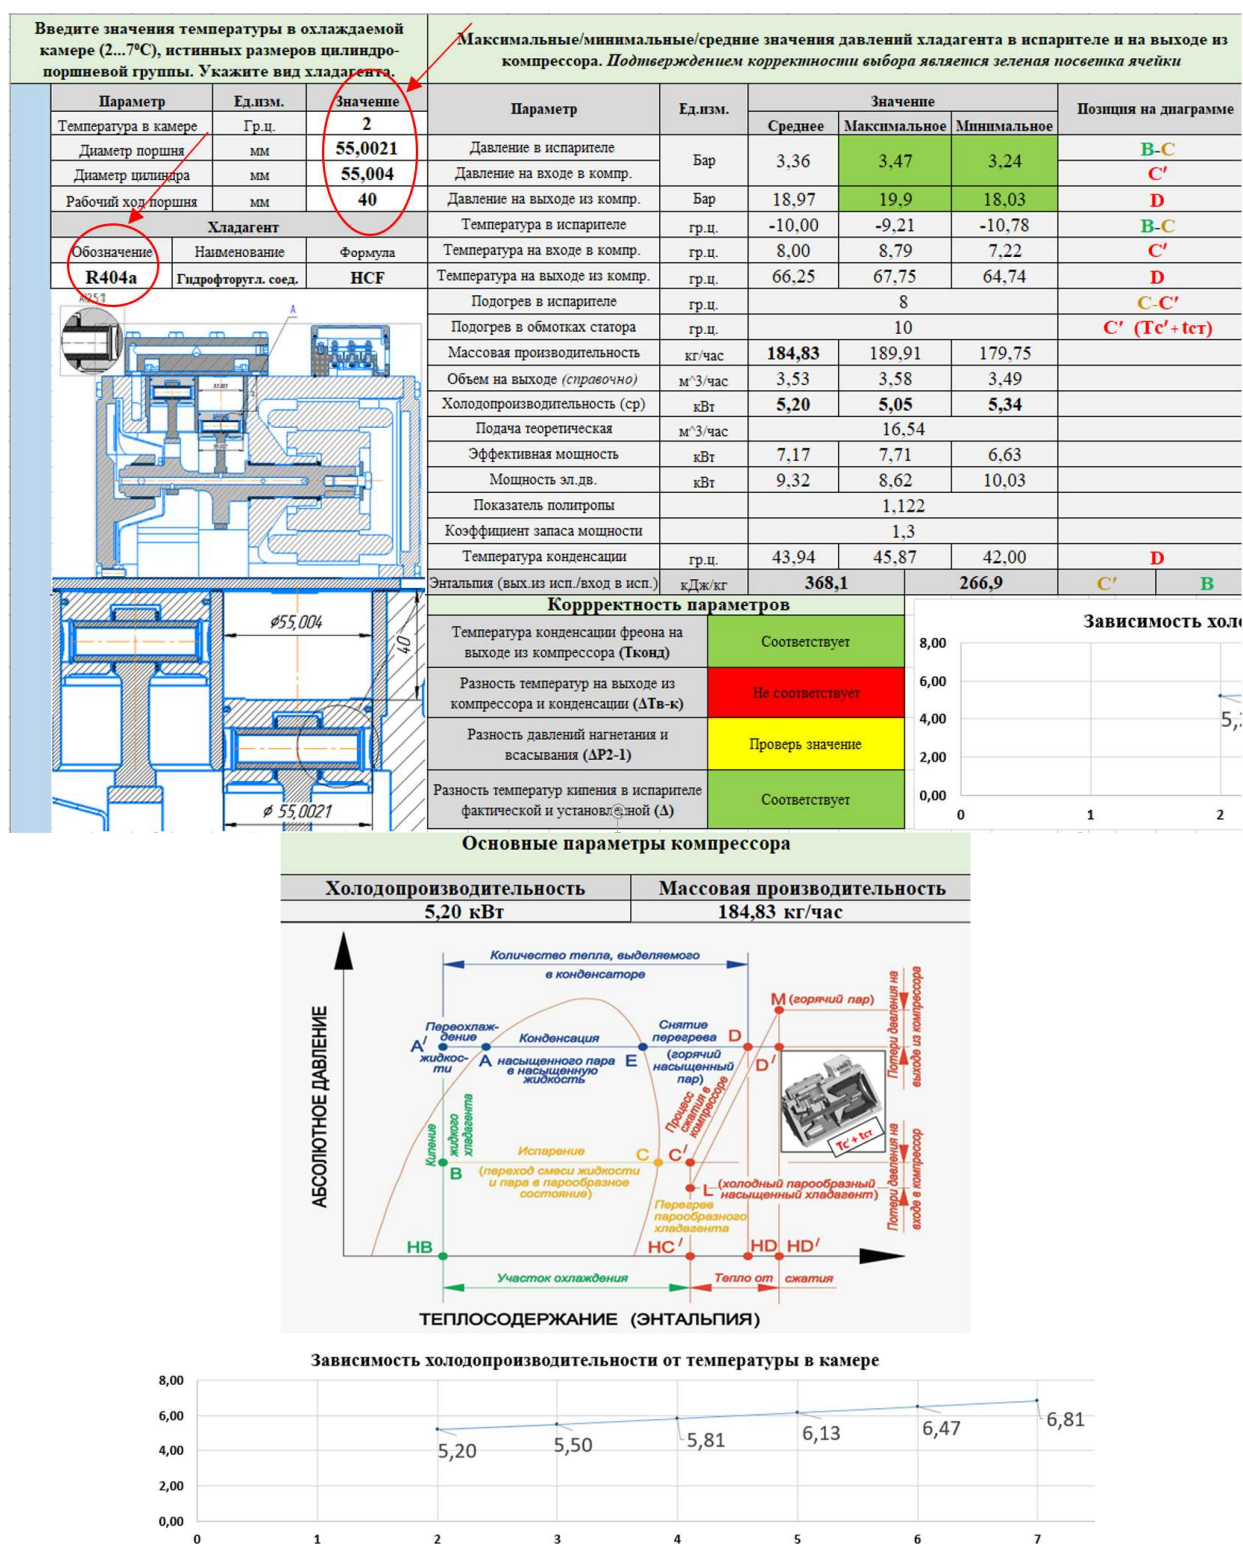 Введите значения температуры в охлаждаемой
камере (2...7⁰С), истинных размеров цилиндро-
поршневой группы. Укажите вид хладагента.
Параметр Ед.изм. Значение
Температура в камере Гр.ц. 2
Диаметр поршня мм 55,0021
Диаметр цилиндра мм 55,004
Рабочий ход поршня мм 40
Хладагент
Обозначение Наименование Формула
R404a Гидрофторугл. соед. HCF
А(2.5:1)
А
ϕ55,004
40
ϕ 55,0021
Максимальные/минимальные/средние значения давлений хладагента в испарителе и на выходе из
компрессора. Подтверждением корректности выбора является зеленая посветка ячейки
Параметр Ед.изм. Значение Позиция на диаграмме
Среднее Максимальное Минимальное
Давление в испарителе Бар 3,36 3,47 3,24 B-C
Давление на входе в компр. C'
Давление на выходе из компр. Бар 18,97 19,9 18,03 D
Температура в испарителе гр.ц. -10,00 -9,21 -10,78 B-C
Температура на входе в компр. гр.ц. 8,00 8,79 7,22 C'
Температура на выходе из компр. гр.ц. 66,25 67,75 64,74 D
Подогрев в испарителе гр.ц. 8 C-C'
Подогрев в обмотках статора гр.ц. 10 C' (Tc'+tст)
Массовая производительность кг/час 184,83 189,91 179,75
Объем на выходе (справочно) м^3/час 3,53 3,58 3,49
Холодопроизводительность (ср) кВт 5,20 5,05 5,34
Подача теоретическая м^3/час 16,54
Эффективная мощность кВт 7,17 7,71 6,63
Мощность эл.дв. кВт 9,32 8,62 10,03
Показатель политропы 1,122
Коэффициент запаса мощности 1,3
Температура конденсации гр.ц. 43,94 45,87 42,00 D
Энтальпия (вых.из исп./вход в исп.) кДж/кг 368,1 266,9 C' B
Коррректность параметров
Температура конденсации фреона на
выходе из компрессора (Тконд)
Соответствует
Разность температур на выходе из
компрессора и конденсации (ΔТв-к)
Не соответствует
Разность давлений нагнетания и
всасывания (ΔР2-1)
Проверь значение
Разность температур кипения в испарителе
фактической и установленной (Δ)
Соответствует
Зависимость холо
8,00
6,00
4,00
2,00
0,00
0 1 2
Основные параметры компрессора
Холодопроизводительность Массовая производительность
5,20 кВт 184,83 кг/час
АБСОЛЮТНОЕ ДАВЛЕНИЕ
Количество тепла, выделяемого
в конденсаторе
M (горячий пар)
Переохлаж-
дение
жидкос-
ти
A'
A
Конденсация
насыщенного пара
в насыщенную
жидкость
E
Снятие
перегрева
(горячий
насыщенный
пар)
D
D'
Процесс
сжатия в
компрессоре
Потери давления на
выходе из компрессора
Tc'+tст
Кипение
жидкого
хладагента
B
Испарение
(переход смеси жидкости
и пара в парообразное
состояние)
C
C'
L (холодный парообразный
насыщенный хладагент)
Перегрев
парообразного
хладагента
Потери давления на
входе в компрессор
HB HC' HD HD'
Участок охлаждения Тепло от сжатия
ТЕПЛОСОДЕРЖАНИЕ (ЭНТАЛЬПИЯ)
Зависимость холодопроизводительности от температуры в камере
8,00
6,00
4,00
2,00
0,00
5,20 5,50 5,81 6,13 6,47 6,81
0 1 2 3 4 5 6 7